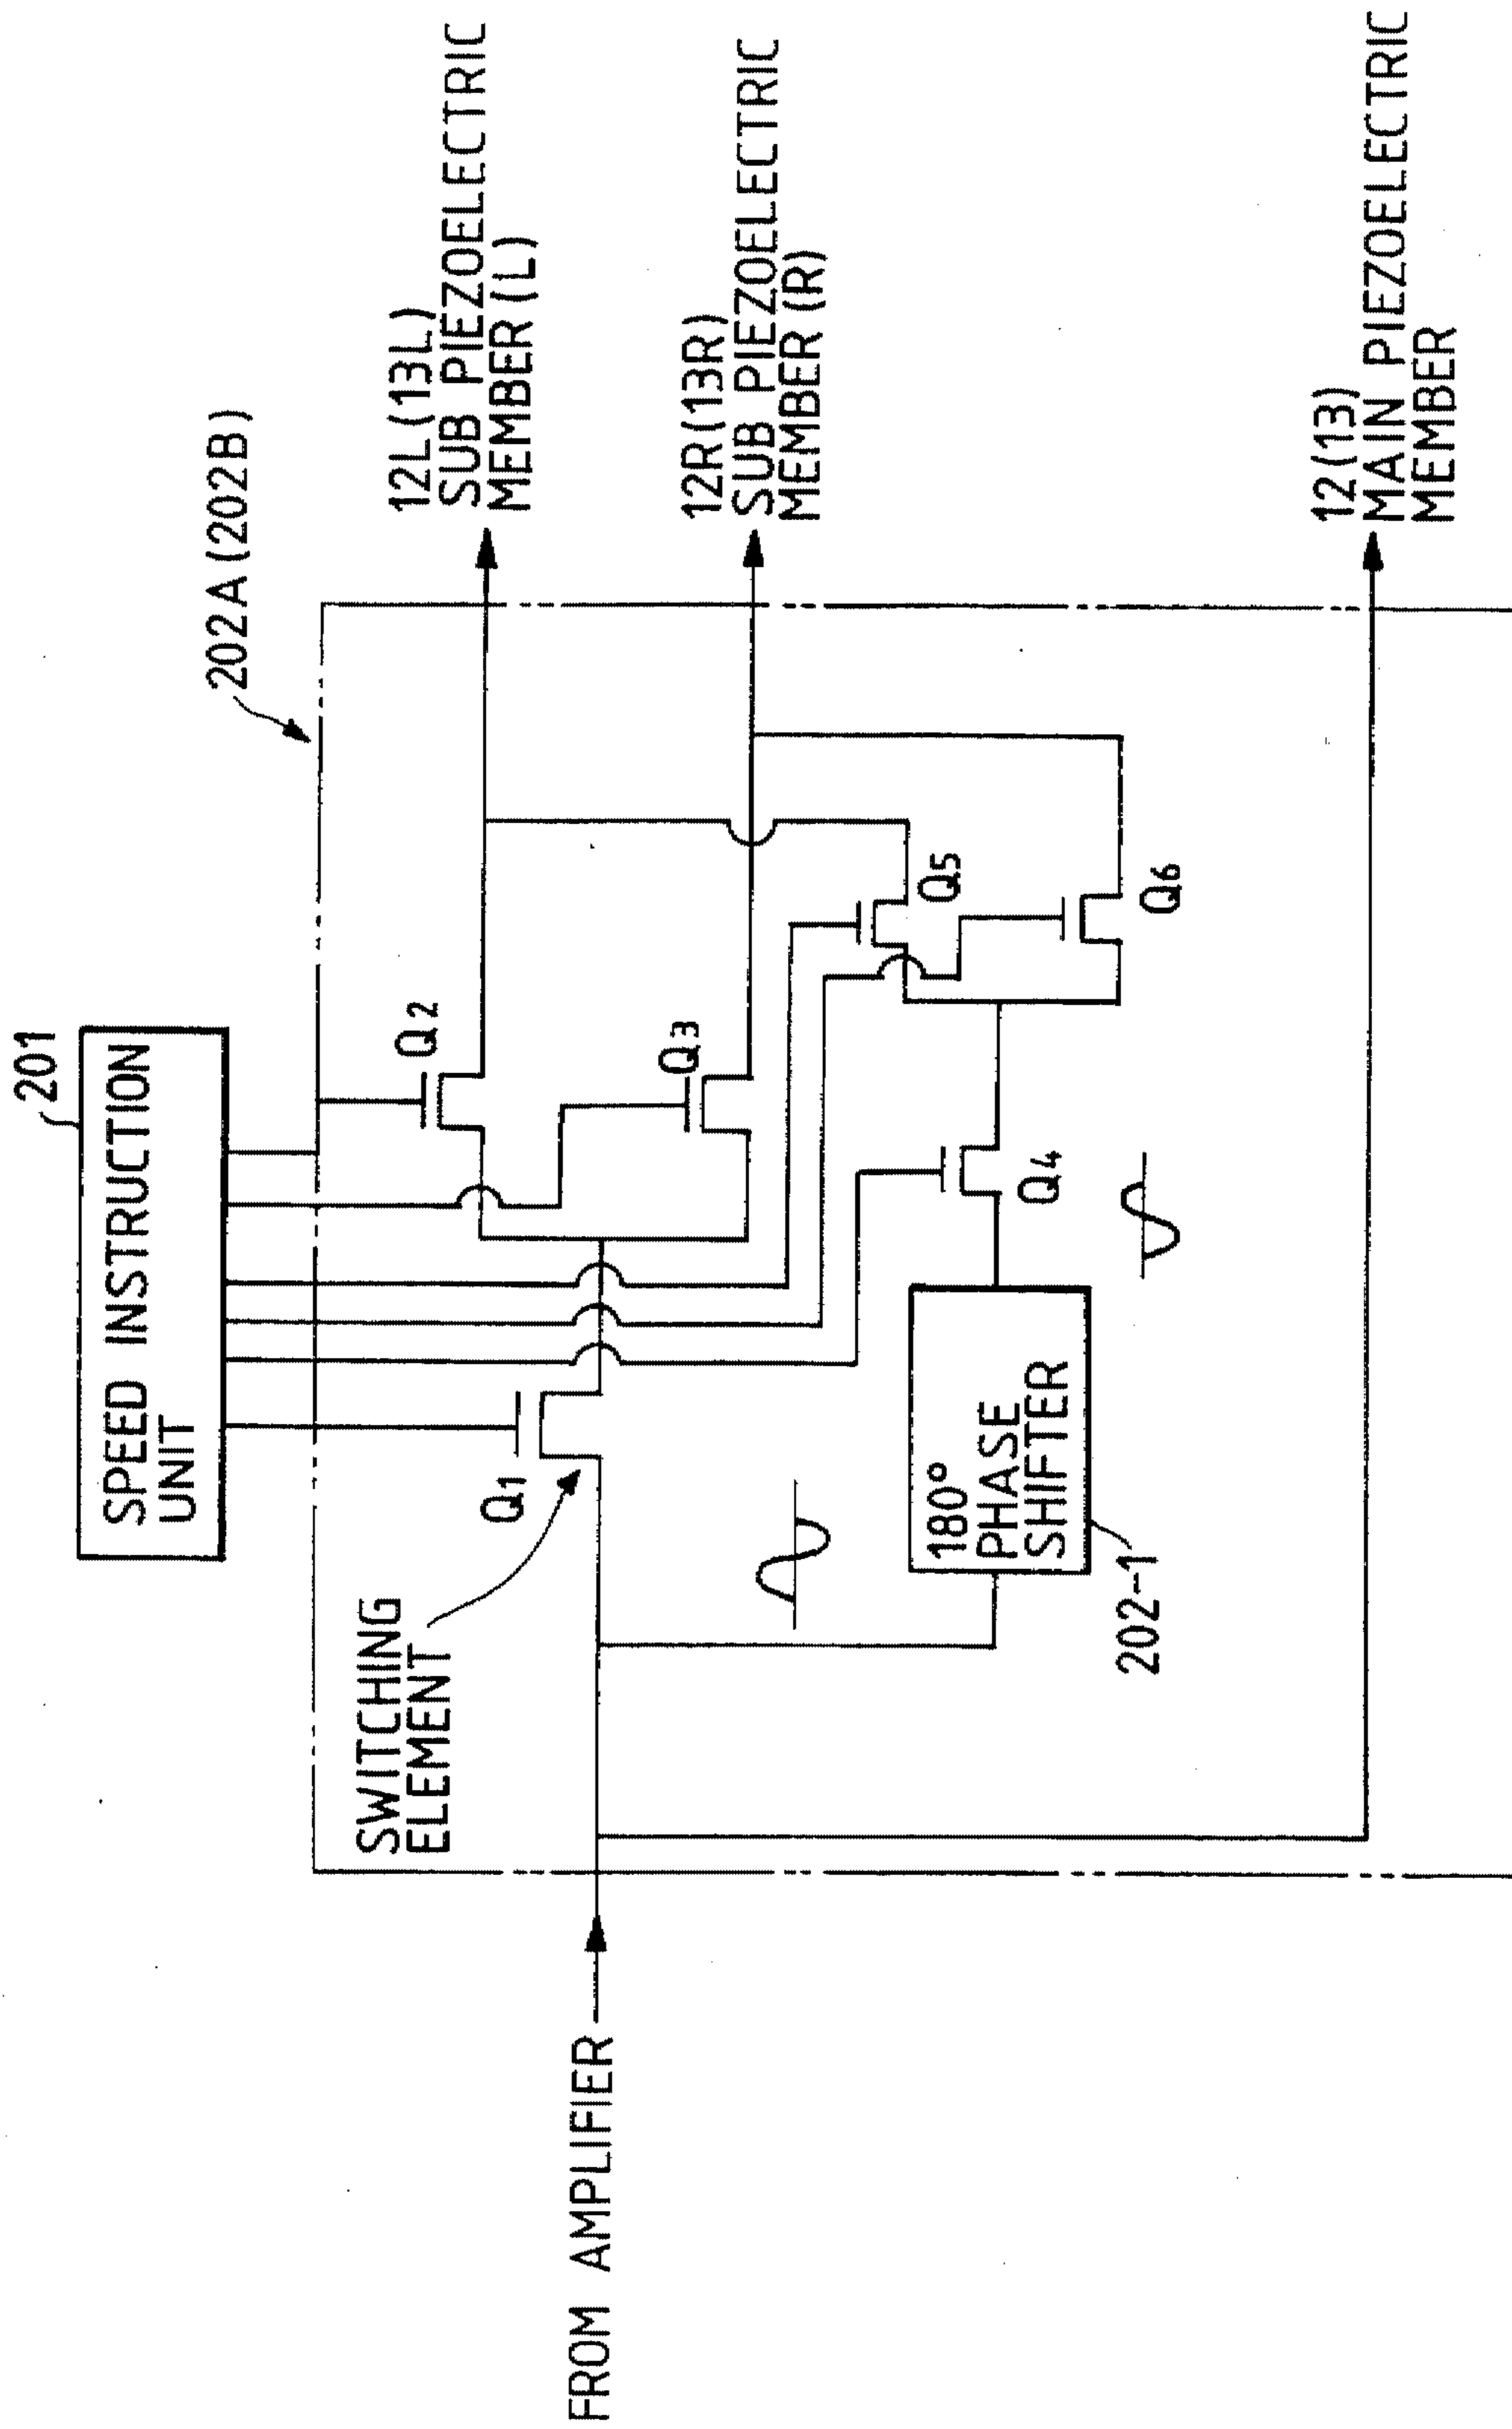 201
SPEED INSTRUCTION
UNIT
202A (202B)
12L (13L)
SUB PIEZOELECTRIC
MEMBER (L)
12R (13R)
SUB PIEZOELECTRIC
MEMBER (R)
12 (13)
MAIN PIEZOELECTRIC
MEMBER
SWITCHING
ELEMENT
Q1
Q2
Q3
Q4
Q5
Q6
180°
PHASE
SHIFTER
202-1
FROM AMPLIFIER